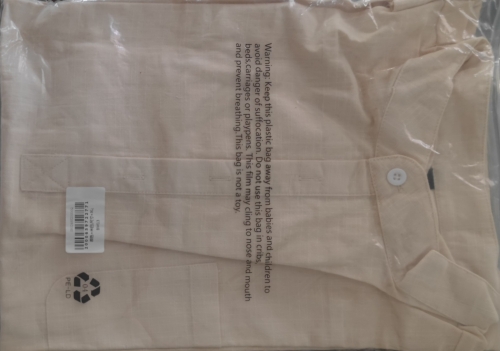 Warning: Keep this plastic bag away from babies and children to
avoid danger of suffocation. Do not use this bag in cribs,
beds,carriages or playpens. This film may cling to nose and mouth
and prevent breathing.This bag is not a toy.
PE-LD